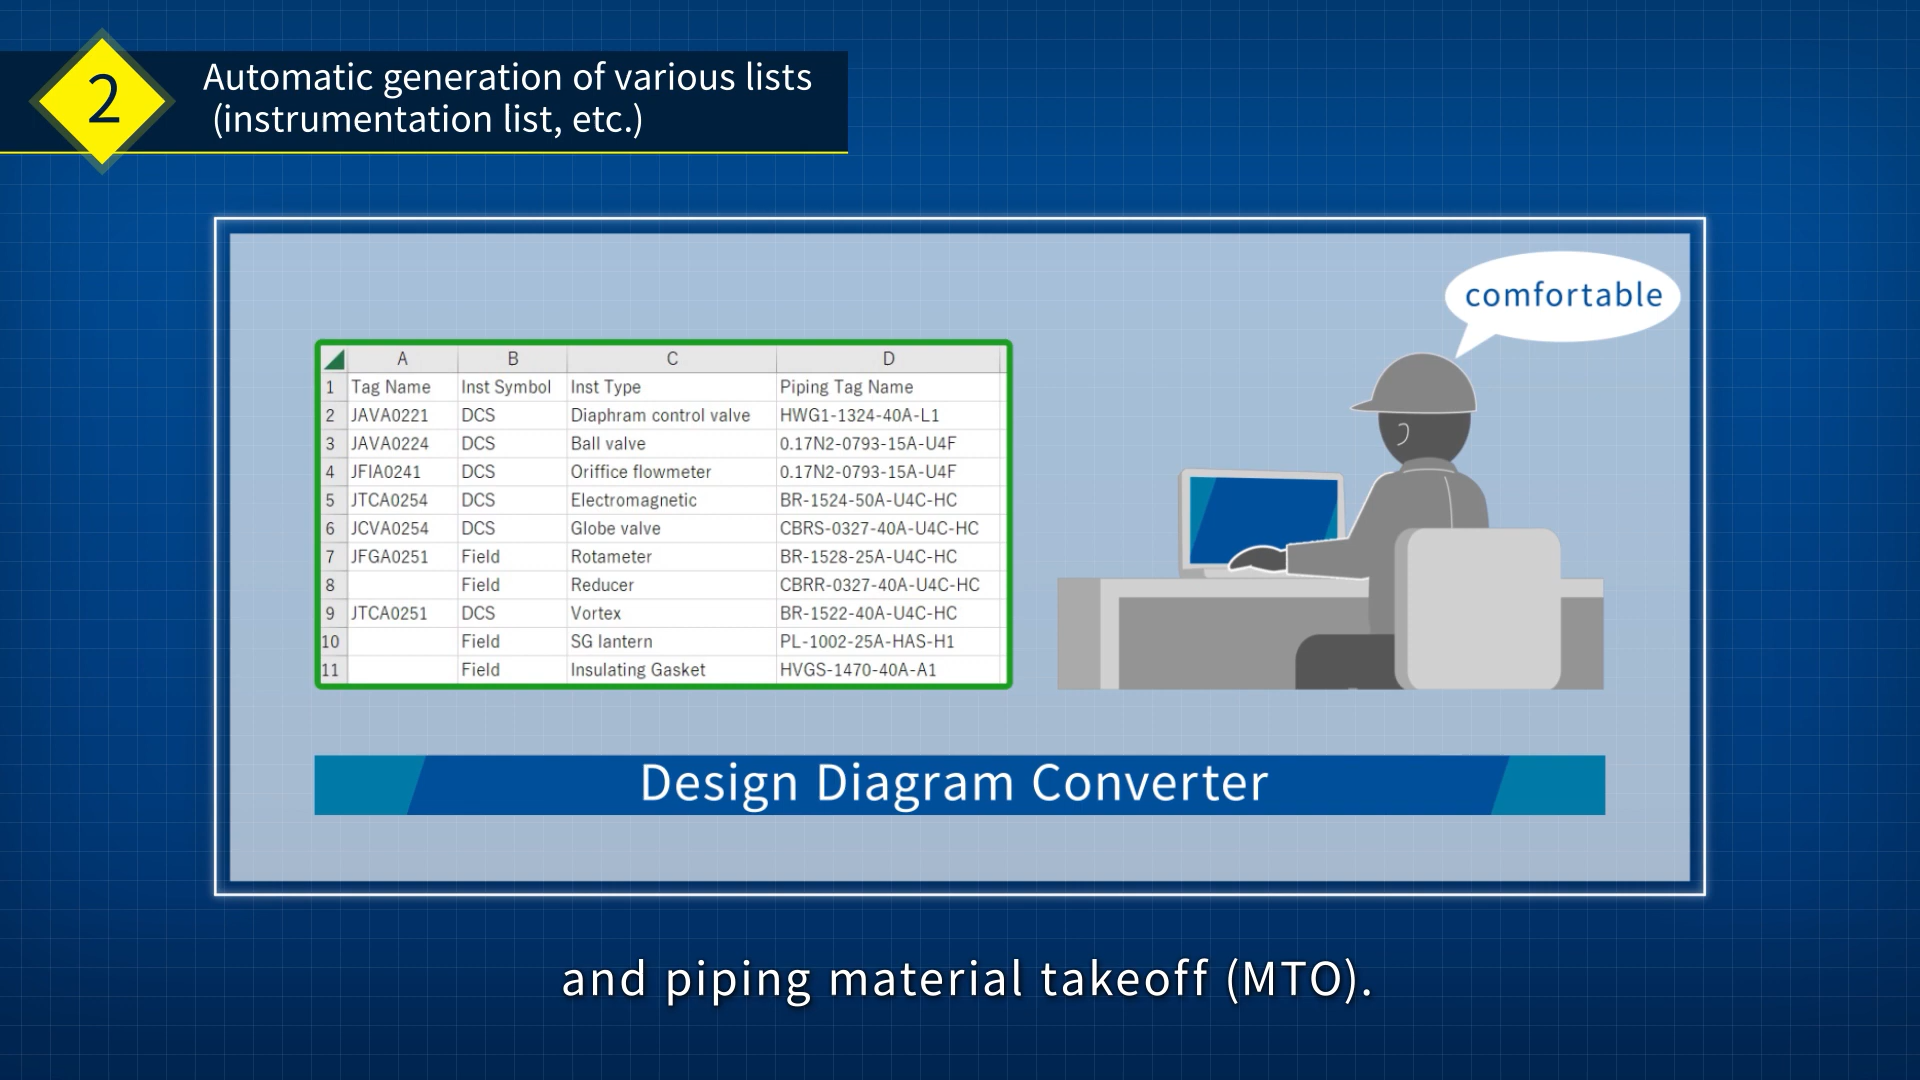 2
Automatic generation of various lists
(instrumentation list, etc.)
comfortable
A B C D
1 Tag Name Inst Symbol Inst Type Piping Tag Name
2 JAVA0221 DCS Diaphram control valve HWG1-1324-40A-L1
3 JAVA0224 DCS Ball valve 0.17N2-0793-15A-U4F
4 JFIA0241 DCS Oriffice flowmeter 0.17N2-0793-15A-U4F
5 JTCA0254 DCS Electromagnetic BR-1524-50A-U4C-HC
6 JCVA0254 DCS Globe valve CBRS-0327-40A-U4C-HC
7 JFGA0251 Field Rotameter BR-1528-25A-U4C-HC
8 Field Reducer CBRR-0327-40A-U4C-HC
9 JTCA0251 DCS Vortex BR-1522-40A-U4C-HC
10 Field SG lantern PL-1002-25A-HAS-H1
11 Field Insulating Gasket HVGS-1470-40A-A1
Design Diagram Converter
and piping material takeoff (MTO).